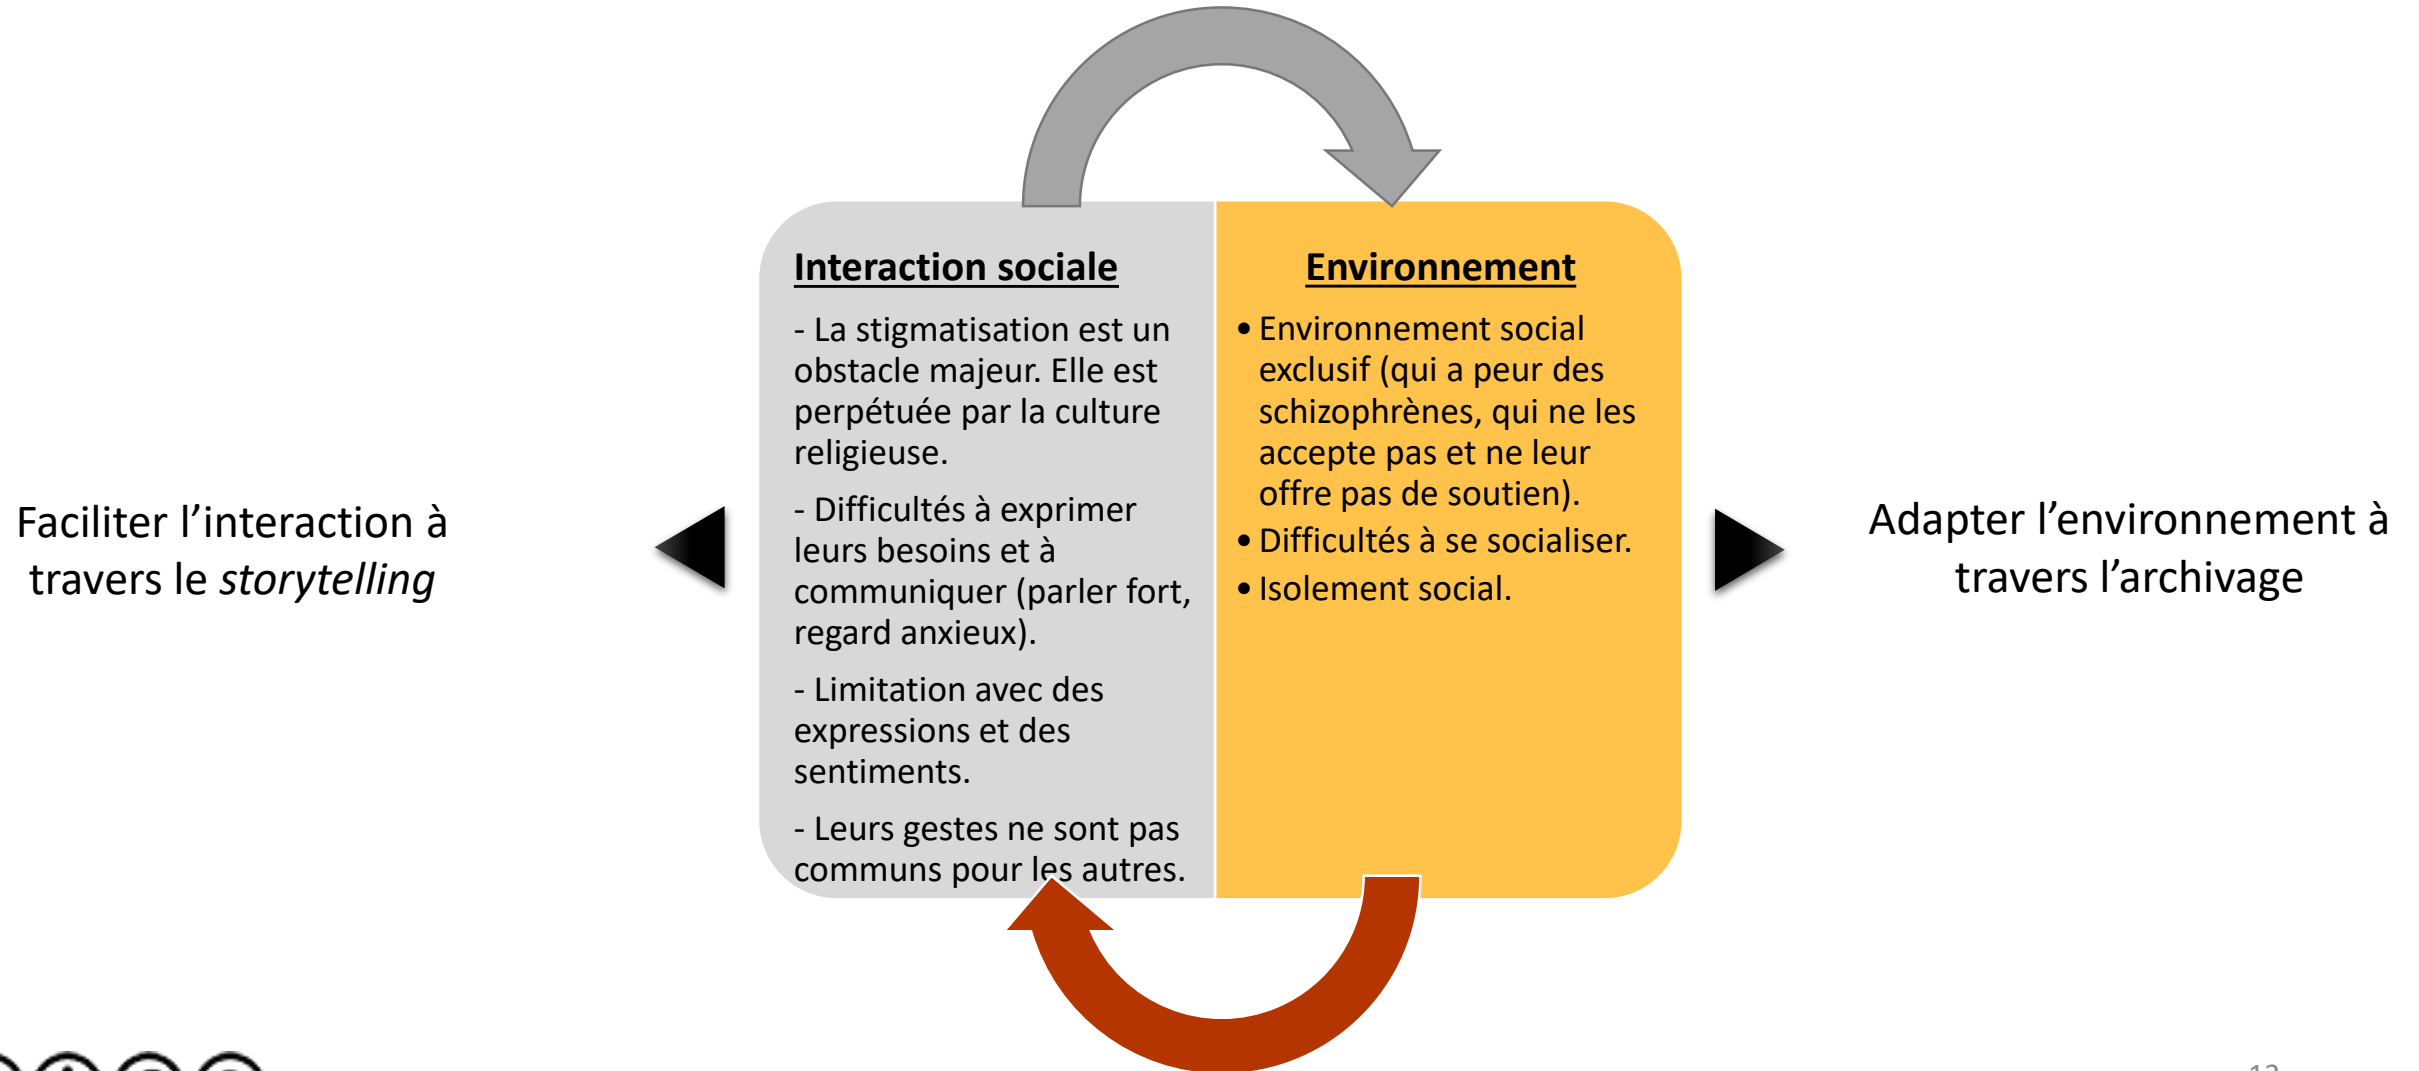 Faciliter l’interaction à
travers le storytelling
Interaction sociale
- La stigmatisation est un
obstacle majeur. Elle est
perpétuée par la culture
religieuse.
- Difficultés à exprimer
leurs besoins et à
communiquer (parler fort,
regard anxieux).
- Limitation avec des
expressions et des
sentiments.
- Leurs gestes ne sont pas
communs pour les autres.
Environnement
• Environnement social
exclusif (qui a peur des
schizophrènes, qui ne les
accepte pas et ne leur
offre pas de soutien).
• Difficultés à se socialiser.
• Isolement social.
Adapter l’environnement à
travers l’archivage